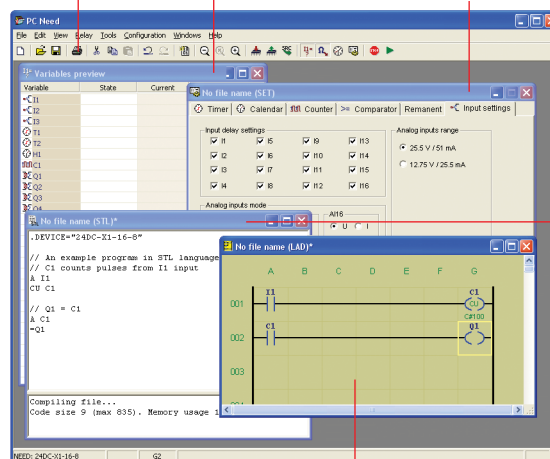 PC Need
File Edit View Relay Tools Configuration Windows Help
Variables preview
Variable State Current
I1
I2
I3
T1
T2
H1
C1
Q1
Q2
Q3
Q4
No file name (SET)
Timer Calendar Counter Comparator Remanent Input settings
Input delay settings
I1 I5 I9 I13
I2 I6 I10 I14
I3 I7 I11 I15
I4 I8 I12 I16
Analog inputs range
25.5 V / 51 mA
12.75 V / 25.5 mA
Analog inputs mode
AI16
U I
No file name (STL)*
.DEVICE="24DC-X1-16-8"
// An example program in STL language
// C1 counts pulses from I1 input
A I1
CU C1
// Q1 = C1
A C1
=Q1
Compiling file...
Code size 9 (max 835). Memory usage 1
No file name (LAD)*
A B C D E F G
001 I1 C1
CU
C#100
002 C1 Q1
003
004
NEED: 24DC-X1-16-8 G2